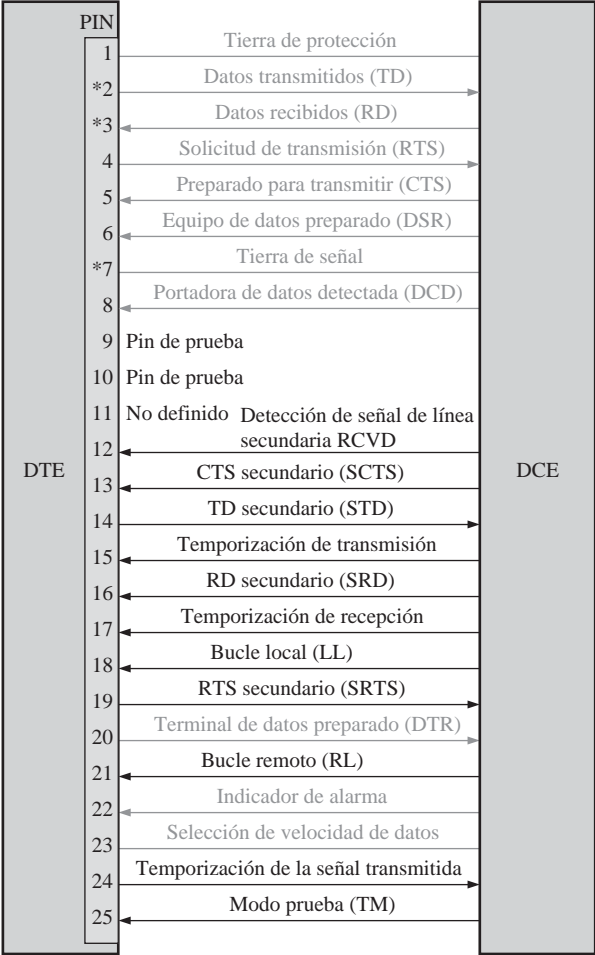 PIN
1 Tierra de protección
*2 Datos transmitidos (TD)
*3 Datos recibidos (RD)
4 Solicitud de transmisión (RTS)
5 Preparado para transmitir (CTS)
6 Equipo de datos preparado (DSR)
*7 Tierra de señal
8 Portadora de datos detectada (DCD)
9 Pin de prueba
10 Pin de prueba
11 No definido
Detección de señal de línea
secundaria RCVD
12
DTE
DCE
13 CTS secundario (SCTS)
14 TD secundario (STD)
15 Temporización de transmisión
16 RD secundario (SRD)
17 Temporización de recepción
18 Bucle local (LL)
19 RTS secundario (SRTS)
20 Terminal de datos preparado (DTR)
21 Bucle remoto (RL)
22 Indicador de alarma
23 Selección de velocidad de datos
24 Temporización de la señal transmitida
25 Modo prueba (TM)